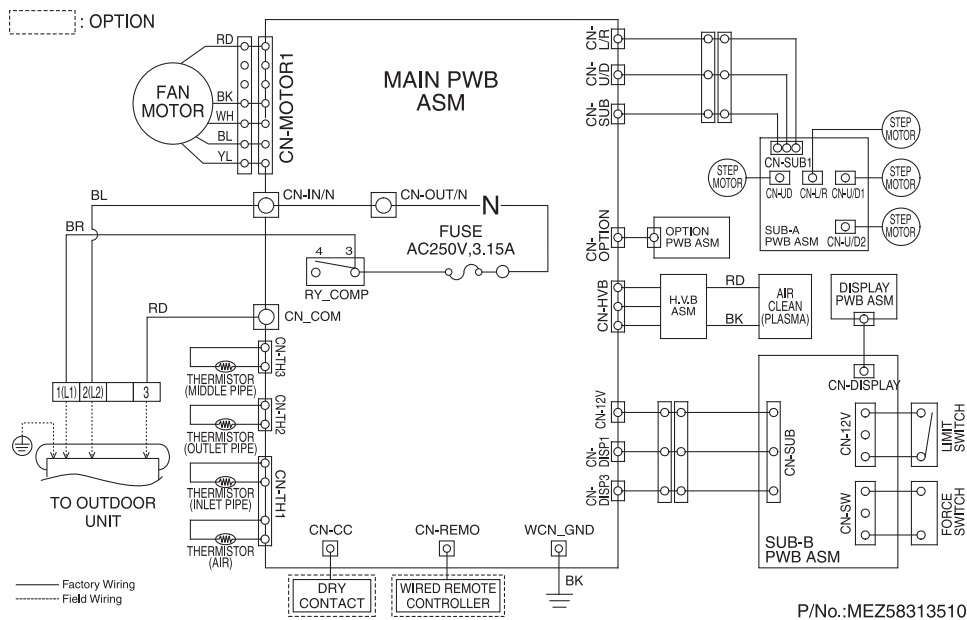 : OPTION
FAN
MOTOR
RD
BK
WH
BL
YL
CN-MOTOR1
MAIN PWB
ASM
CN-
L/R
CN-
U/D
CN-
SUB
CN-SUB1
STEP
MOTOR
STEP
MOTOR
STEP
MOTOR
STEP
MOTOR
CN-UD
CN-L/R
CN-U/D1
CN-U/D2
SUB-A
PWB ASM
BL
BR
CN-IN/N
CN-OUT/N
N
FUSE
AC250V,3.15A
4
3
RY_COMP
RD
CN_COM
CN-
OPTION
OPTION
PWB ASM
CN-HVB
H.V.B
ASM
RD
BK
AIR
CLEAN
(PLASMA)
DISPLAY
PWB ASM
CN-DISPLAY
CN-TH3
THERMISTOR
(MIDDLE PIPE)
CN-TH2
THERMISTOR
(OUTLET PIPE)
CN-TH1
THERMISTOR
(INLET PIPE)
THERMISTOR
(AIR)
1(L1)
2(L2)
3
TO OUTDOOR
UNIT
CN-12V
CN-
DISP1
CN-
DISP3
CN-SUB
CN-12V
LIMIT
SWITCH
CN-SW
FORCE
SWITCH
SUB-B
PWB ASM
CN-CC
CN-REMO
WCN_GND
DRY
CONTACT
WIRED REMOTE
CONTROLLER
BK
Factory Wiring
Field Wiring
P/No.:MEZ58313510